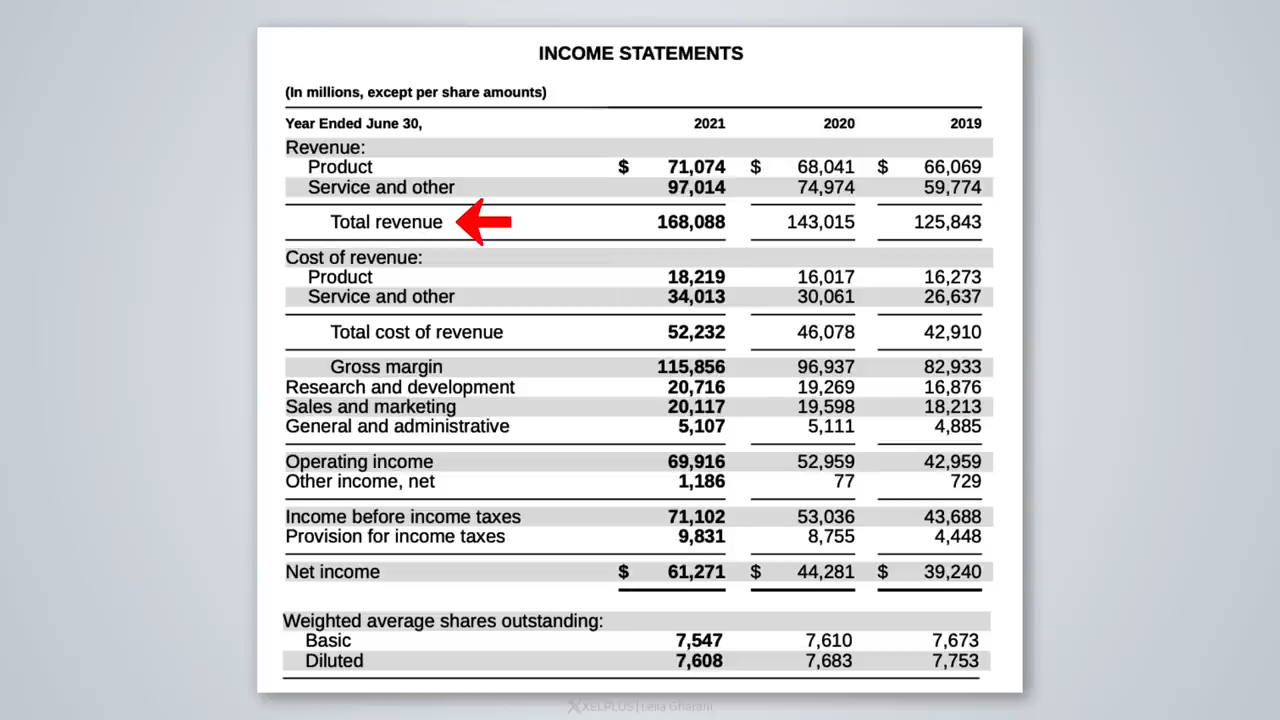 INCOME STATEMENTS
(In millions, except per share amounts)
Year Ended June 30, 2021 2020 2019
Revenue:
Product $ 71,074 $ 68,041 $ 66,069
Service and other 97,014 74,974 59,774
Total revenue 168,088 143,015 125,843
Cost of revenue:
Product 18,219 16,017 16,273
Service and other 34,013 30,061 26,637
Total cost of revenue 52,232 46,078 42,910
Gross margin 115,856 96,937 82,933
Research and development 20,716 19,269 16,876
Sales and marketing 20,117 19,598 18,213
General and administrative 5,107 5,111 4,885
Operating income 69,916 52,959 42,959
Other income, net 1,186 77 729
Income before income taxes 71,102 53,036 43,688
Provision for income taxes 9,831 8,755 4,448
Net income $ 61,271 $ 44,281 $ 39,240
Weighted average shares outstanding:
Basic 7,547 7,610 7,673
Diluted 7,608 7,683 7,753
XELPLUS | Leila Gharani